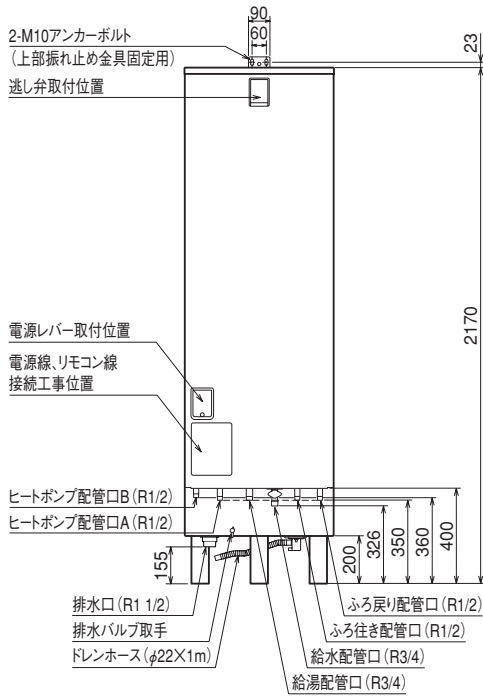 90
60
23
2-M10アンカーボルト
（上部振れ止め金具固定用）
逃し弁取付位置
2170
電源レバー取付位置
電源線、リモコン線
接続工事位置
ヒートポンプ配管口B（R1/2）
ヒートポンプ配管口A（R1/2）
155
200
326
350
360
400
排水口（R1 1/2）
排水バルブ取手
ドレンホース（φ22×1m）
ふろ戻り配管口（R1/2）
ふろ往き配管口（R1/2）
給水配管口（R3/4）
給湯配管口（R3/4）